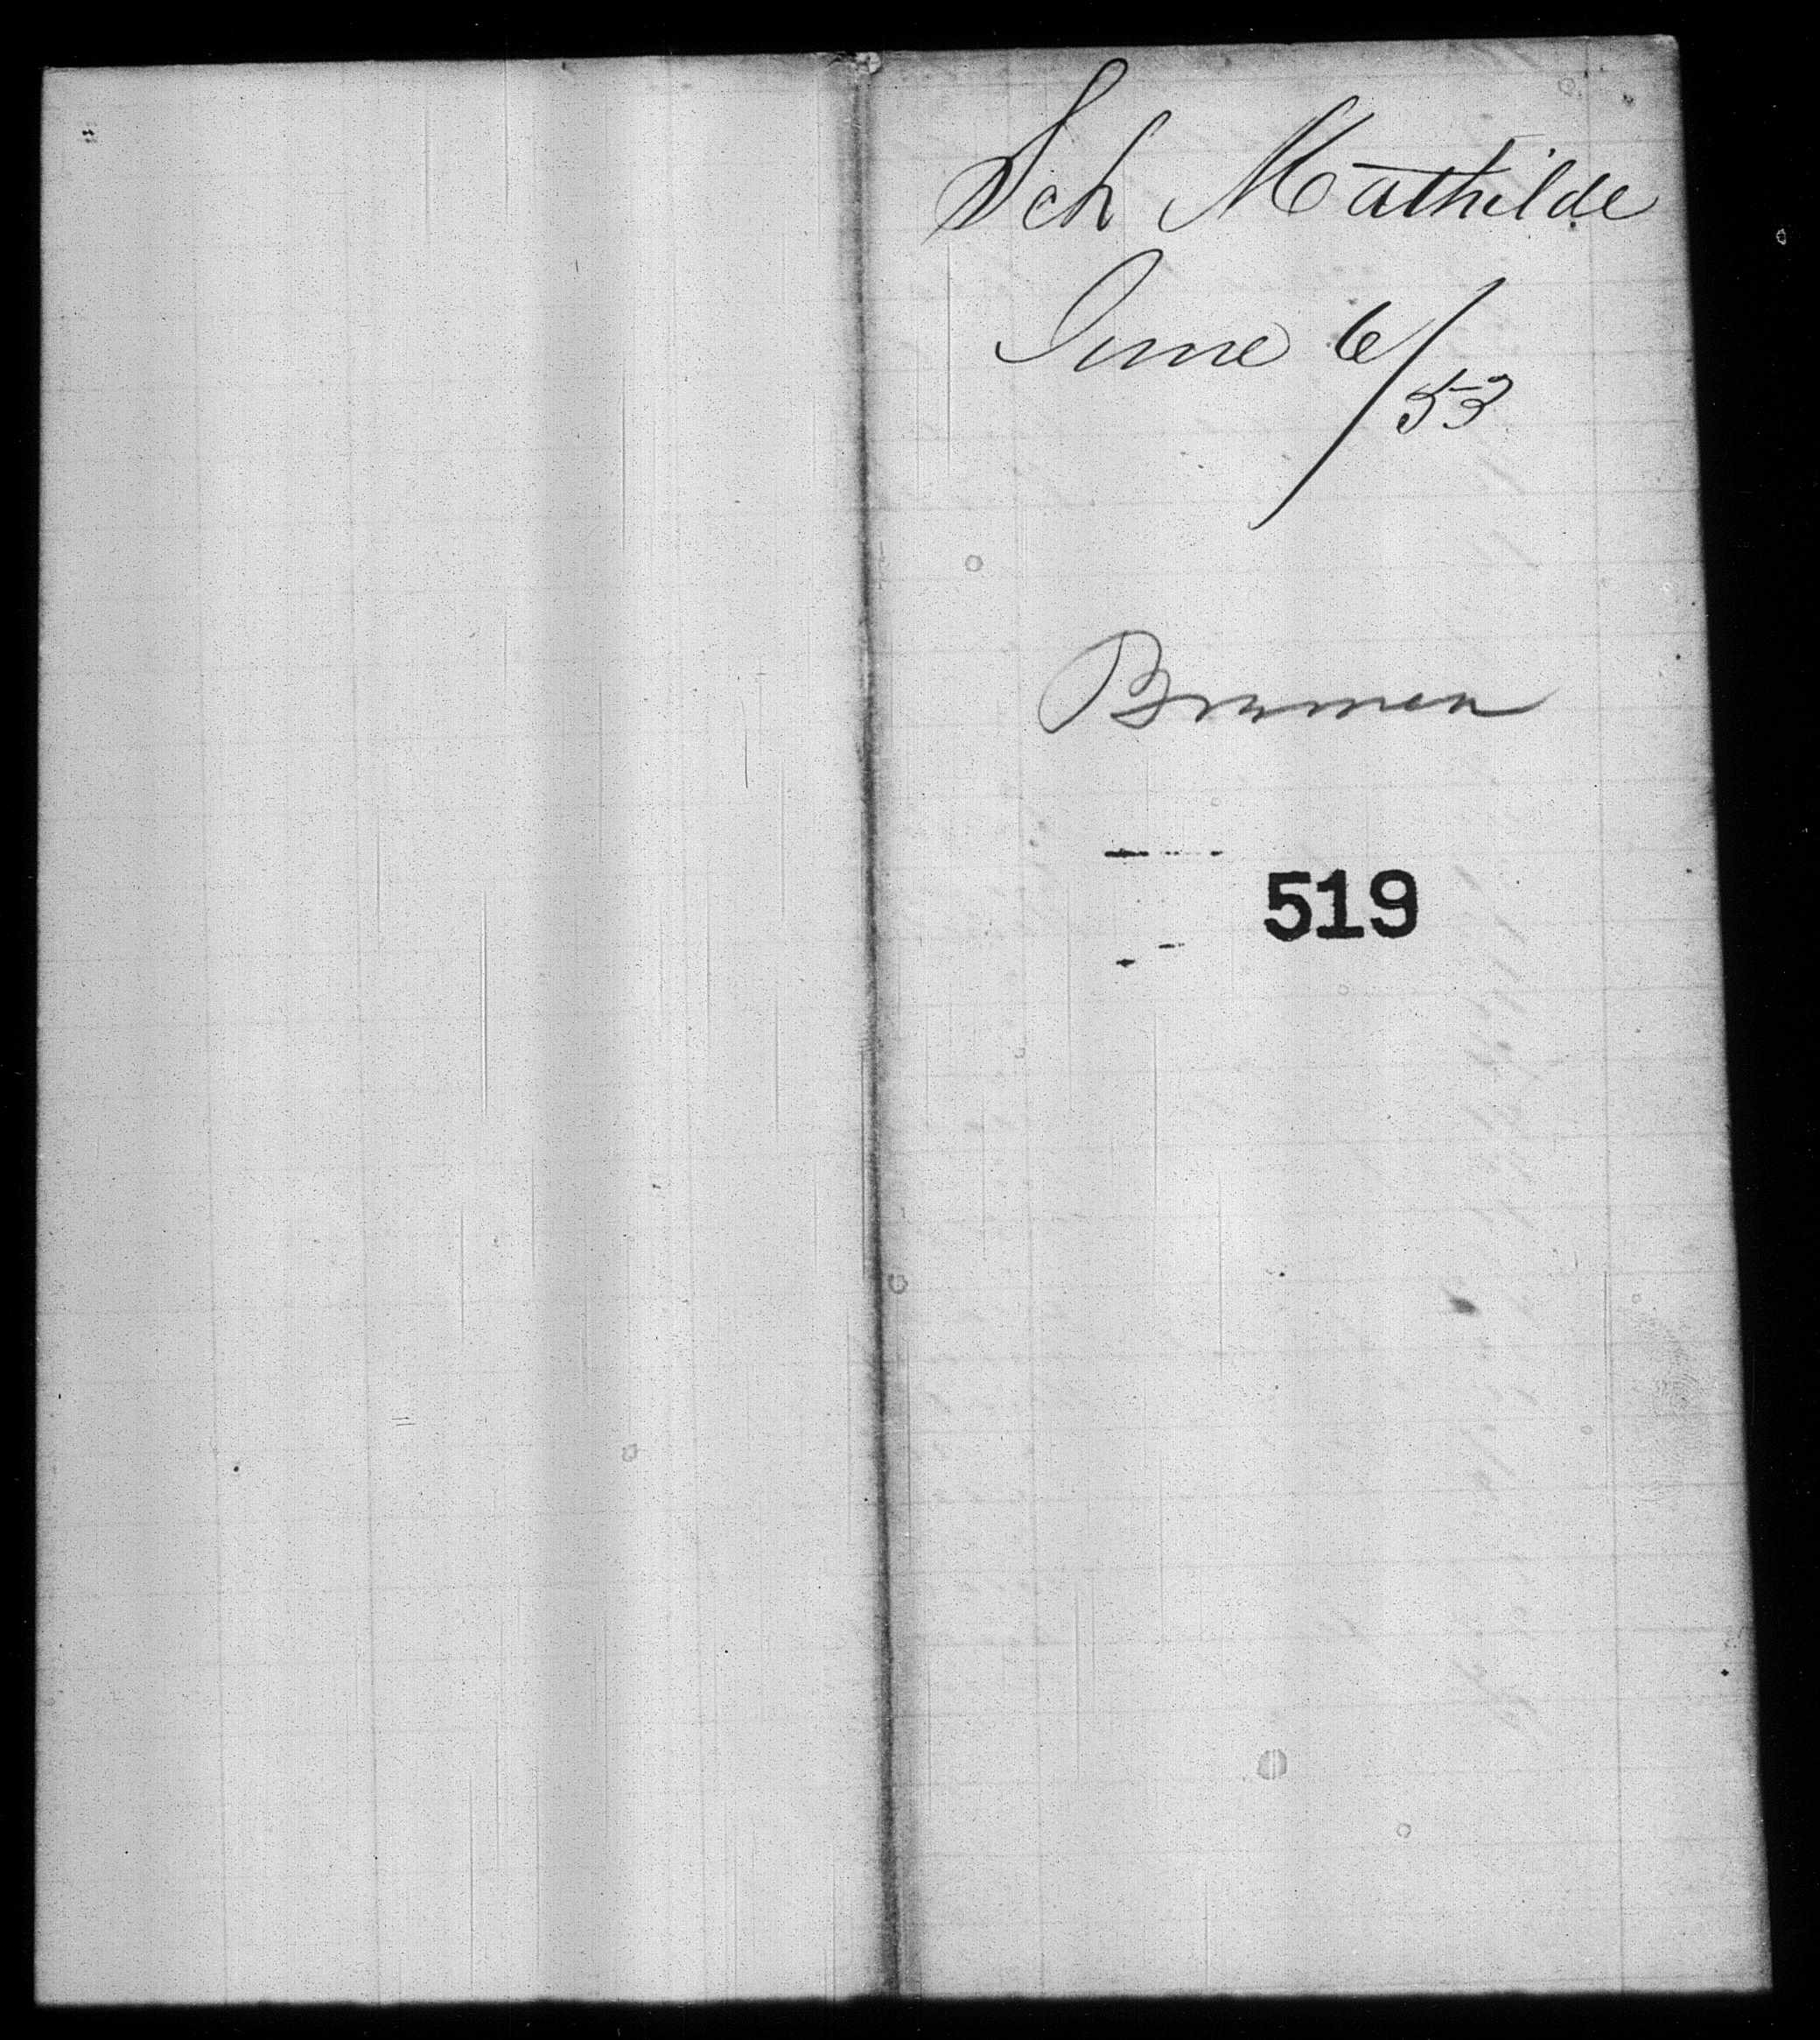 Sch Mathilde
June 6/53
Bremen
519